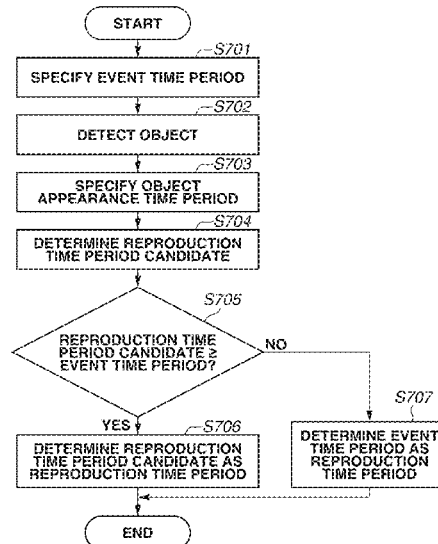 START
S701
SPECIFY EVENT TIME PERIOD
S702
DETECT OBJECT
S703
SPECIFY OBJECT
APPEARANCE TIME PERIOD
S704
DETERMINE REPRODUCTION
TIME PERIOD CANDIDATE
S705
REPRODUCTION TIME
PERIOD CANDIDATE ≥
EVENT TIME PERIOD?
NO
YES
S706
DETERMINE REPRODUCTION
TIME PERIOD CANDIDATE AS
REPRODUCTION TIME PERIOD
S707
DETERMINE EVENT
TIME PERIOD AS
REPRODUCTION
TIME PERIOD
END